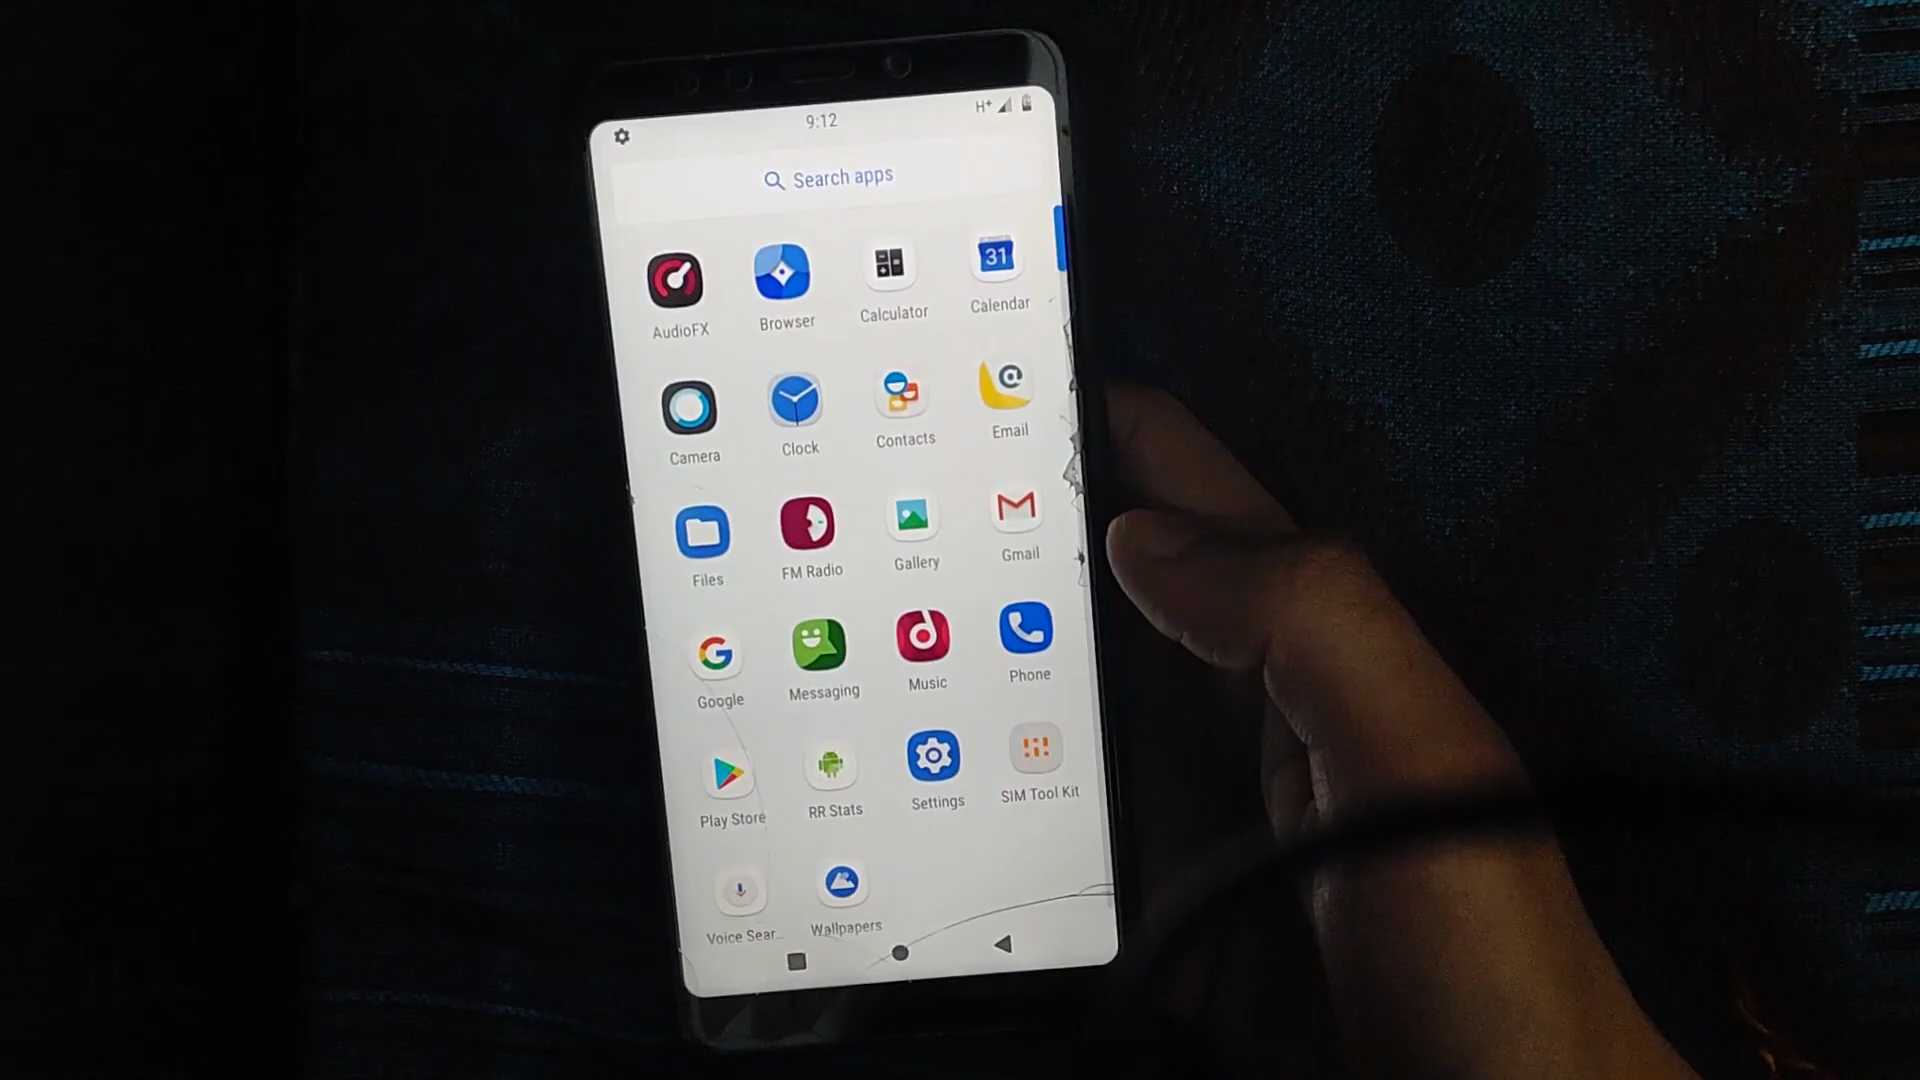 9:12
H+
Search apps
AudioFX
Browser
Calculator
31
Calendar
Camera
Clock
Contacts
@
Email
Files
FM Radio
Gallery
Gmail
Google
Messaging
Music
Phone
Play Store
RR Stats
Settings
SIM Tool Kit
Voice Sear...
Wallpapers